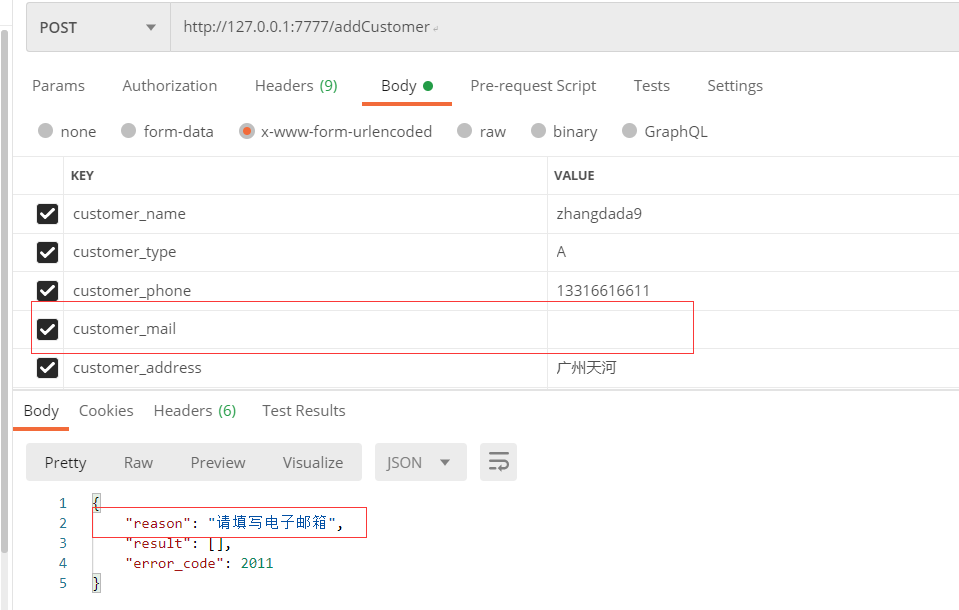 POST http://127.0.0.1:7777/addCustomer
Params Authorization Headers (9) Body Pre-request Script Tests Settings
none form-data x-www-form-urlencoded raw binary GraphQL
KEY VALUE
customer_name zhangdada9
customer_type A
customer_phone 13316616611
customer_mail
customer_address 广州天河
Body Cookies Headers (6) Test Results
Pretty Raw Preview Visualize JSON
1 {
2 "reason": "请填写电子邮箱",
3 "result": [],
4 "error_code": 2011
5 }